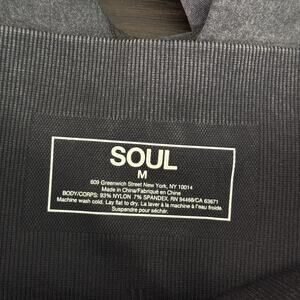 SOUL
M
609 Greenwich Street New York, NY 10014
Made in China/Fabriqué en Chine
BODY/CORPS: 93% NYLON 7% SPANDEX, RN 94468/CA 63671
Machine wash cold. Lay flat to dry. La laver à la machine à l'eau froide
Suspendre pour sécher.